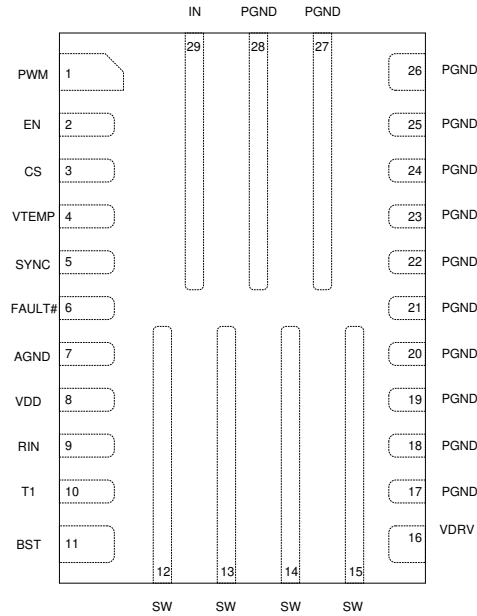 IN PGND PGND
29 28 27
PWM 1 26 PGND
EN 2 25 PGND
CS 3 24 PGND
VTEMP 4 23 PGND
SYNC 5 22 PGND
FAULT# 6 21 PGND
AGND 7 20 PGND
VDD 8 19 PGND
RIN 9 18 PGND
T1 10 17 PGND
BST 11 16 VDRV
12 13 14 15
SW SW SW SW